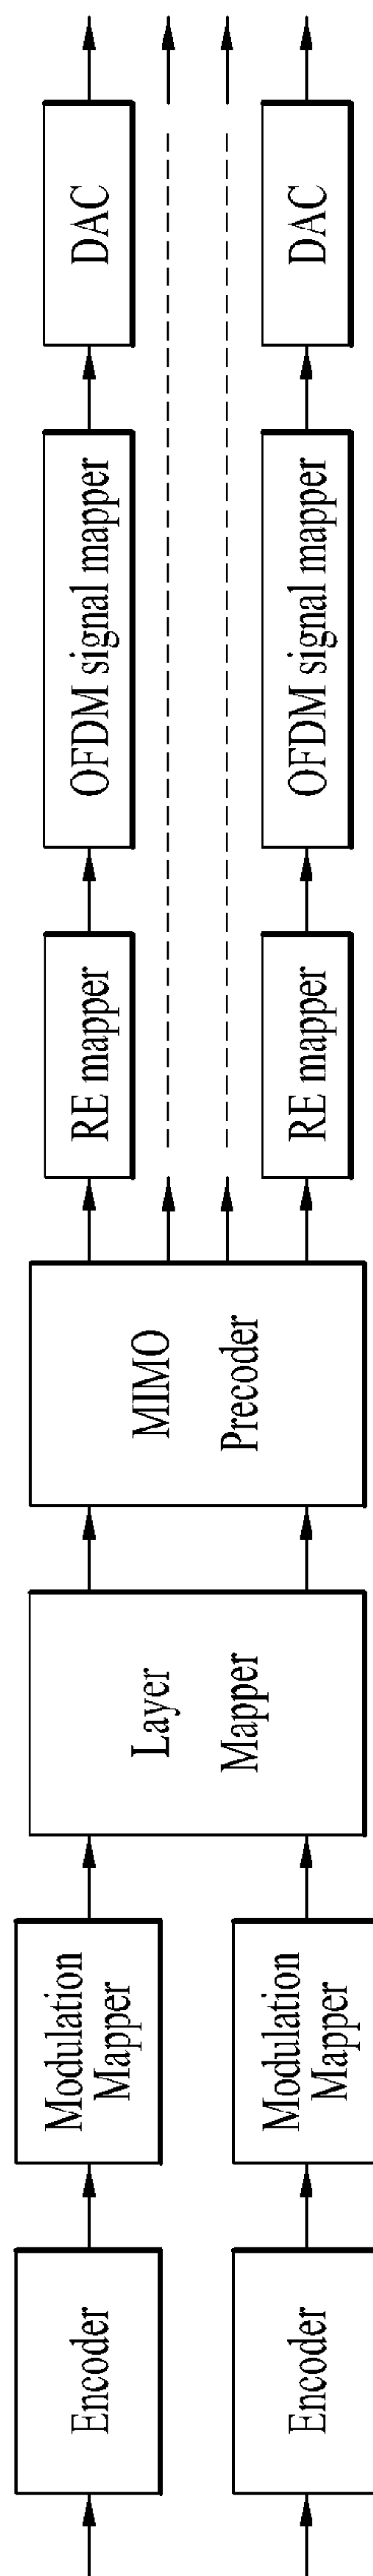 Encoder
Modulation
Mapper
Layer
Mapper
MIMO
Precoder
RE mapper
OFDM signal mapper
DAC
Encoder
Modulation
Mapper
RE mapper
OFDM signal mapper
DAC